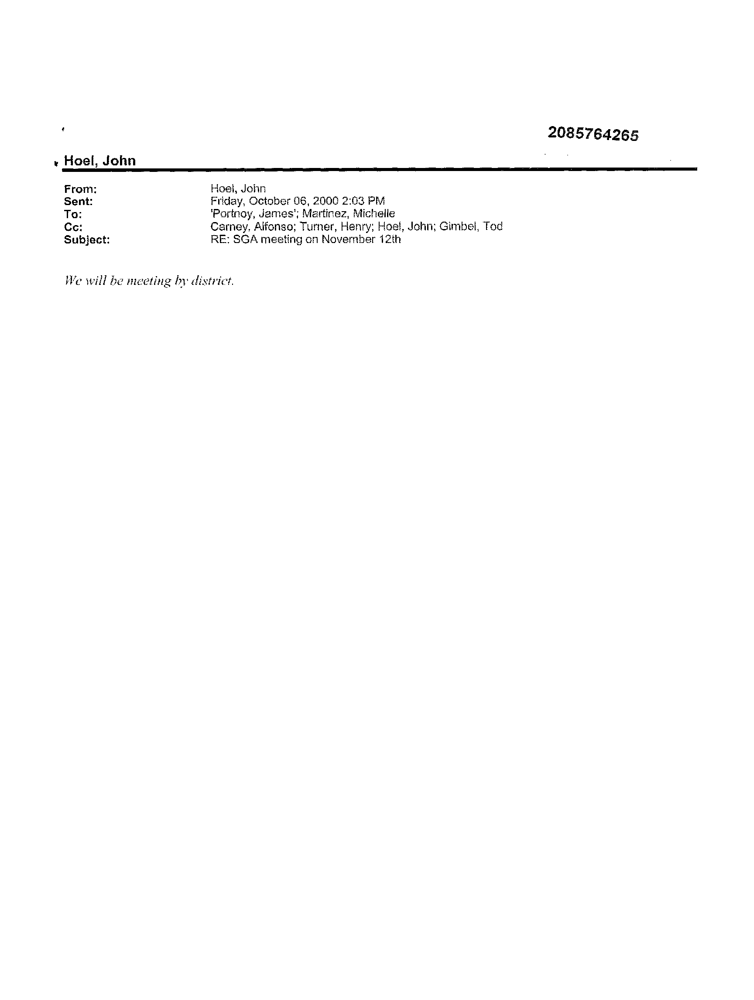 2085764265
Hoel, John
From: Hoel, John
Sent: Friday, October 06, 2000 2:03 PM
To: 'Portnoy, James'; Martinez, Michelle
Cc: Carney, Alfonso; Turner, Henry; Hoel, John; Gimbel, Tod
Subject: RE: SGA meeting on November 12th
We will be meeting by district.